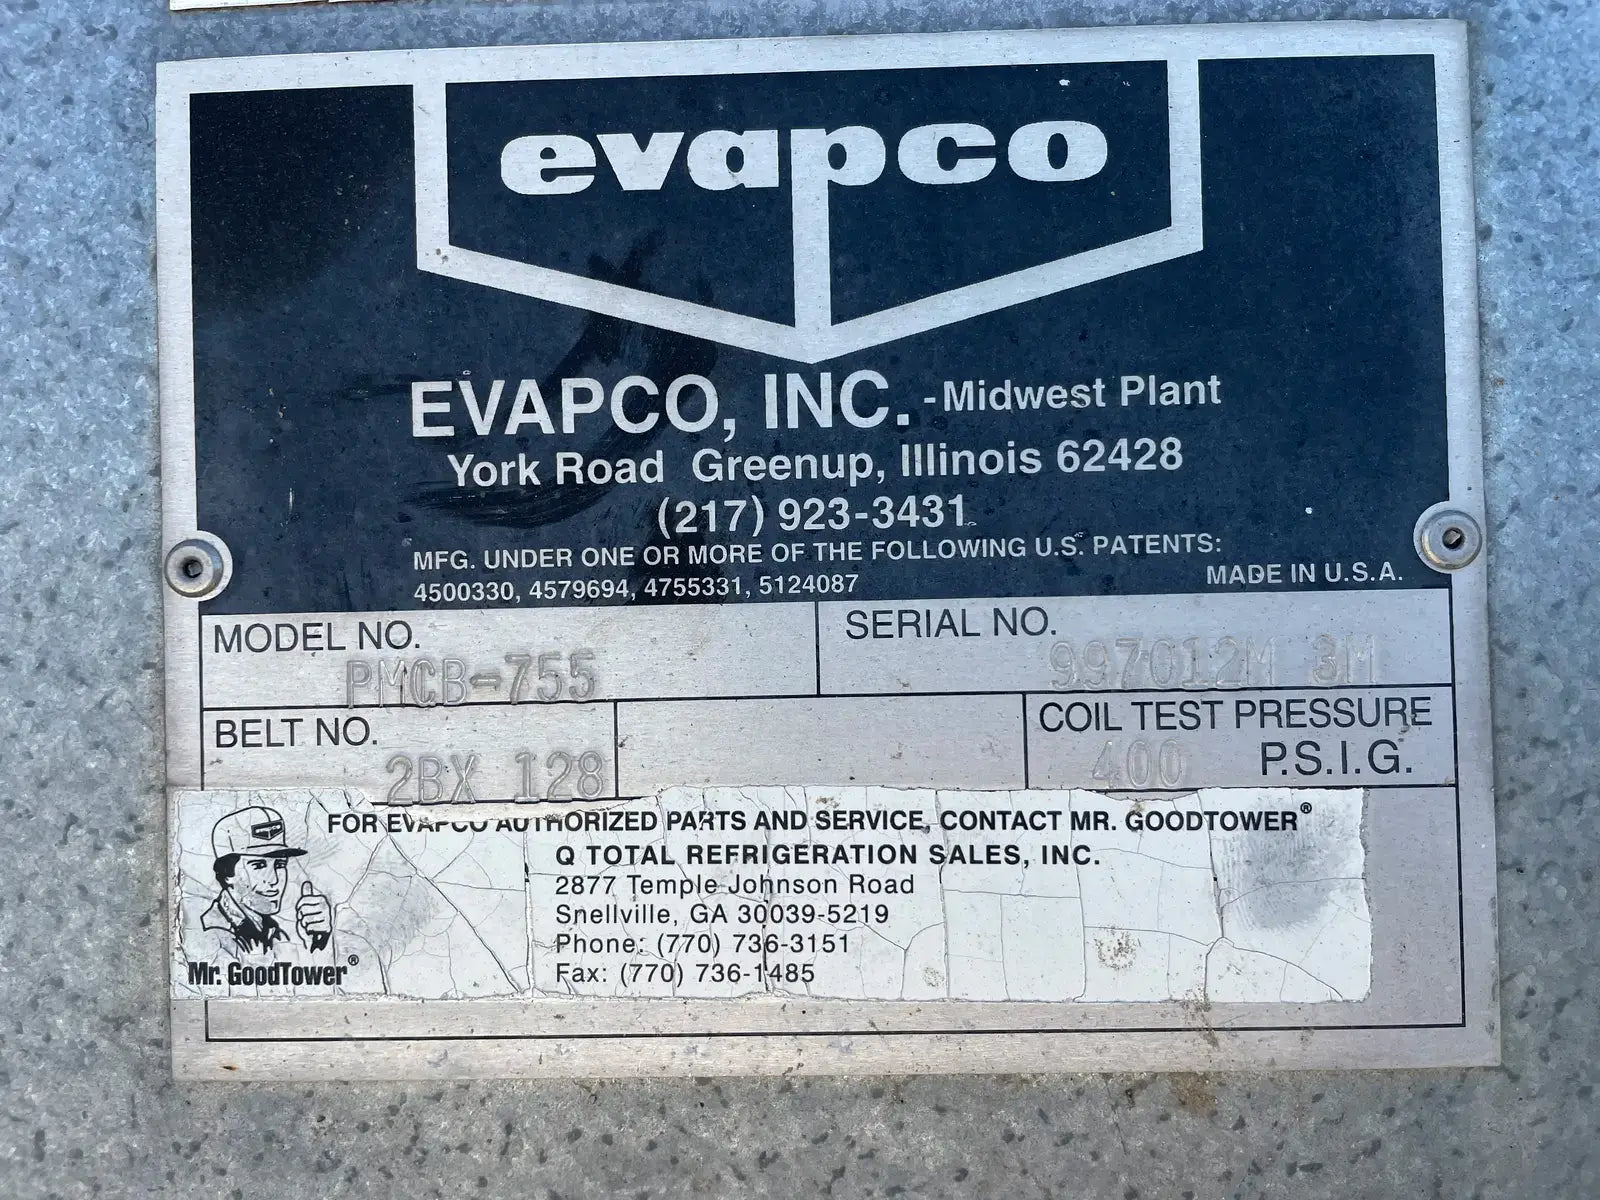 evapco
EVAPCO, INC. -Midwest Plant
York Road Greenup, Illinois 62428
(217) 923-3431
MFG. UNDER ONE OR MORE OF THE FOLLOWING U.S. PATENTS:
4500330, 4579694, 4755331, 5124087
MADE IN U.S.A.
MODEL NO.
PMCB-755
SERIAL NO.
997012M 3M
BELT NO.
2BX 128
COIL TEST PRESSURE
400 P.S.I.G.
FOR EVAPCO AUTHORIZED PARTS AND SERVICE, CONTACT MR. GOODTOWER®
Q TOTAL REFRIGERATION SALES, INC.
2877 Temple Johnson Road
Snellville, GA 30039-5219
Phone: (770) 736-3151
Fax: (770) 736-1485
Mr. GoodTower®